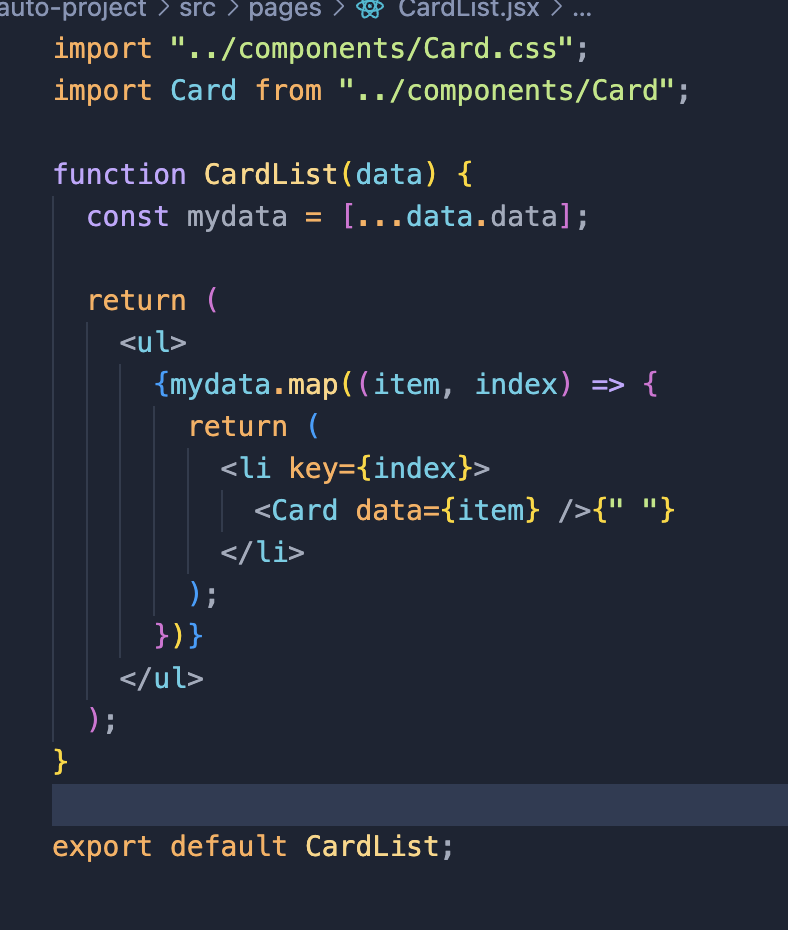 auto-project > src > pages > CardList.jsx > ...
import "../components/Card.css";
import Card from "../components/Card";
function CardList(data) {
const mydata = [...data.data];
return (
<ul>
{mydata.map((item, index) => {
return (
<li key={index}>
<Card data={item} />{" "}
</li>
);
})}
</ul>
);
}
export default CardList;